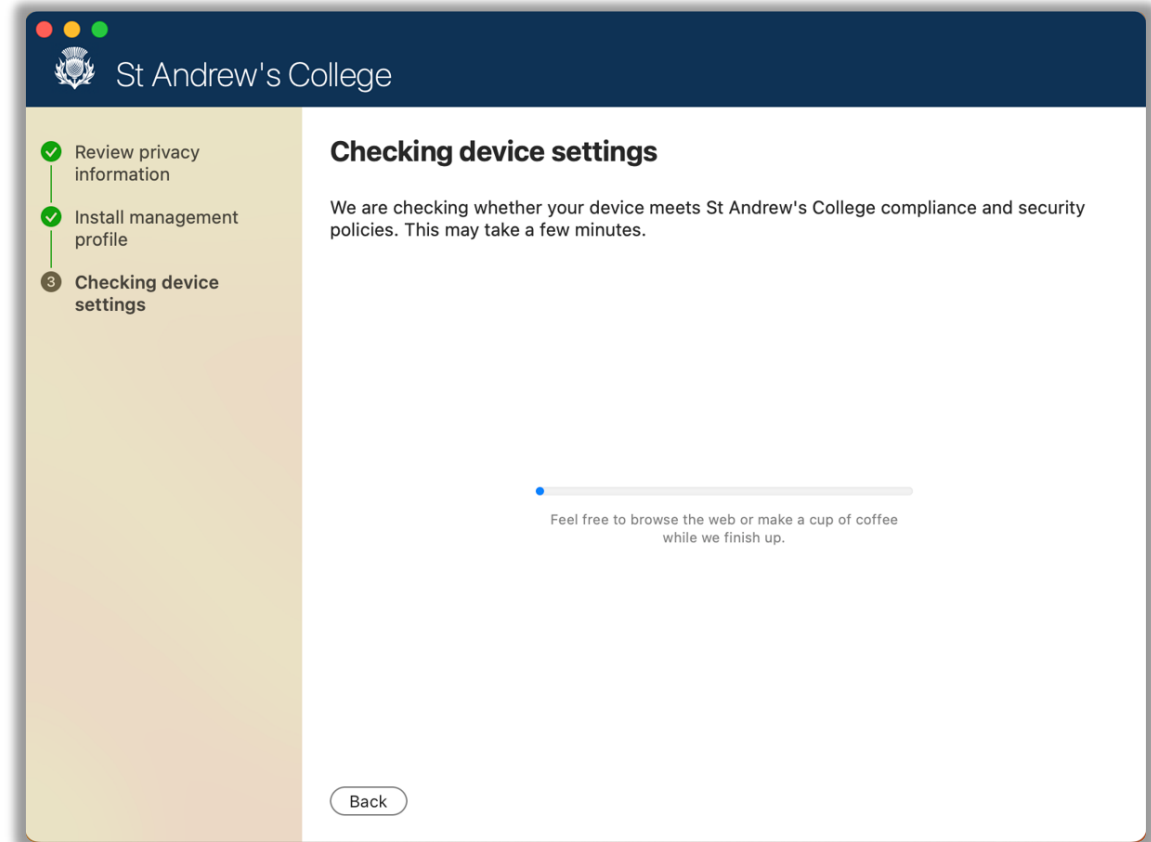 St Andrew's College
Review privacy
information
Install management
profile
3
Checking device
settings
Checking device settings
We are checking whether your device meets St Andrew's College compliance and security
policies. This may take a few minutes.
Feel free to browse the web or make a cup of coffee
while we finish up.
Back